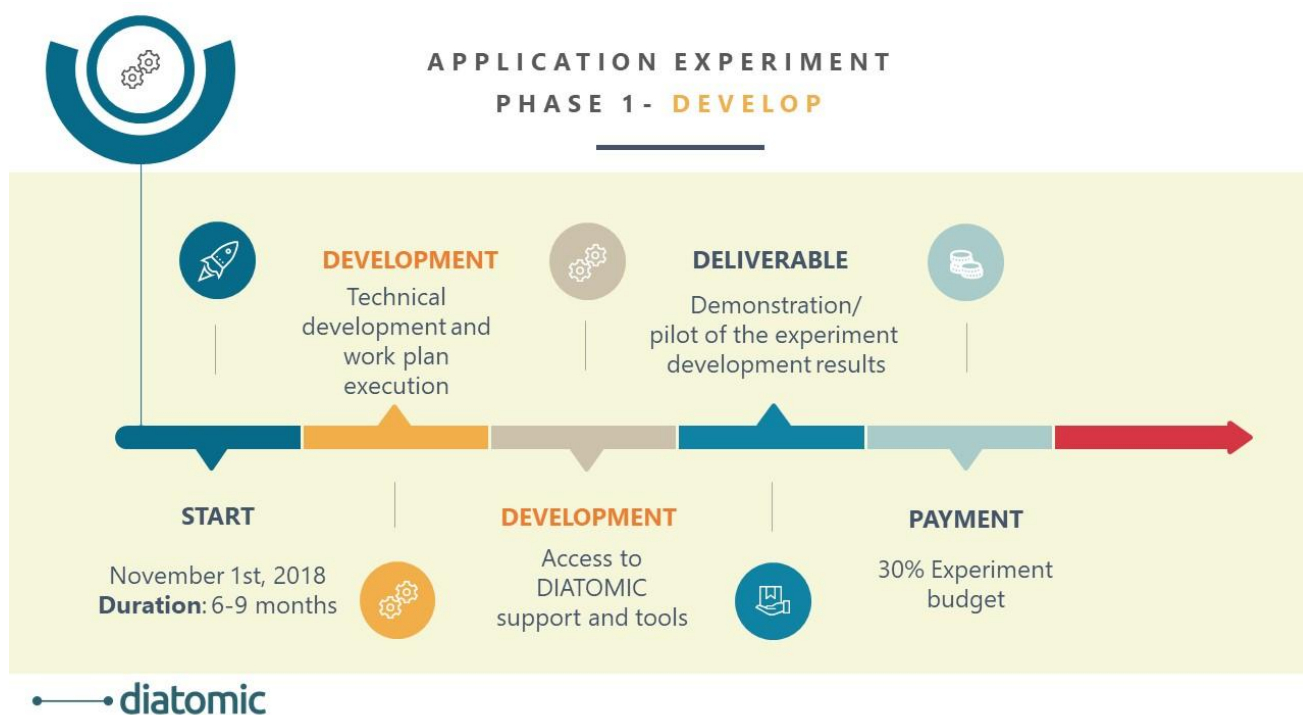 APPLICATION EXPERIMENT
PHASE 1- DEVELOP
START
November 1st, 2018
Duration: 6-9 months
DEVELOPMENT
Technical
development and
work plan
execution
DEVELOPMENT
Access to
DIATOMIC
support and tools
DELIVERABLE
Demonstration/
pilot of the experiment
development results
PAYMENT
30% Experiment
budget
diatomic